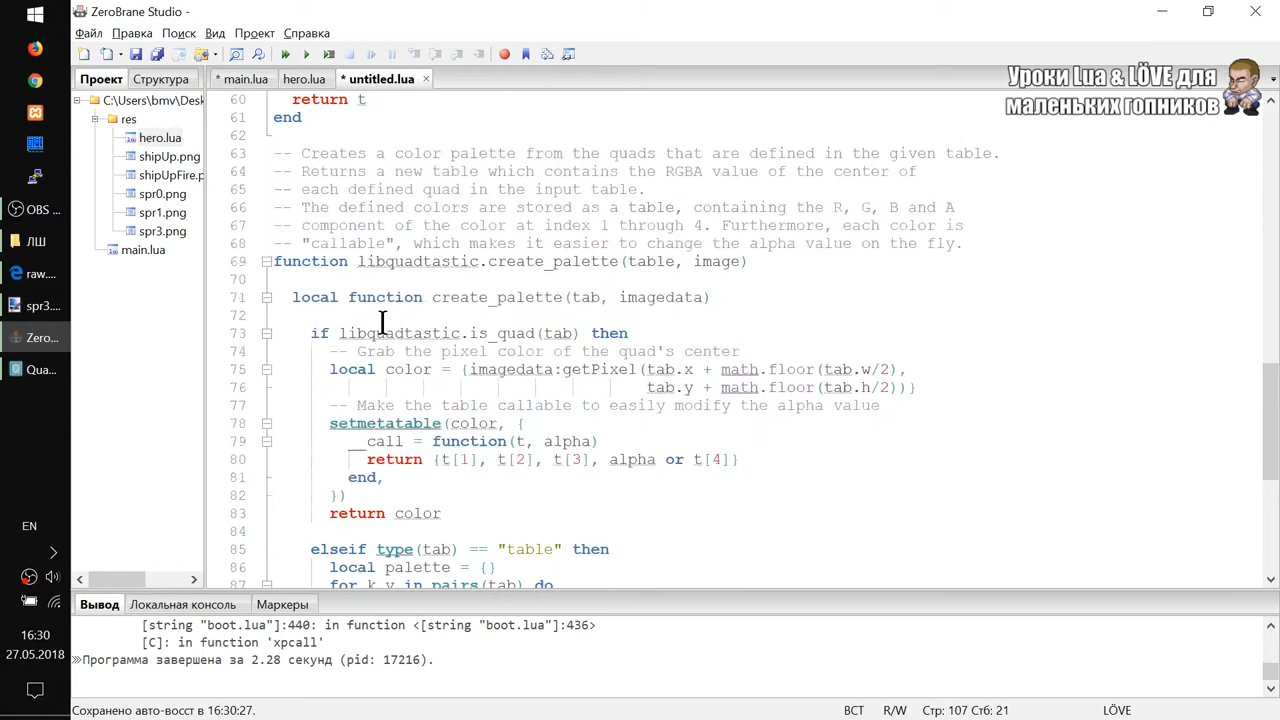 ZeroBrane Studio -
Файл Правка Поиск Вид Проект Справка
Проект Структура
* main.lua hero.lua * untitled.lua
Уроки Lua & LÖVE для
маленьких гопников
C:\Users\bmv\Desk
res
hero.lua
shipUp.png
shipUpFire.p
spr0.png
spr1.png
spr3.png
main.lua
60 return t
61 end
62
63 -- Creates a color palette from the quads that are defined in the given table.
64 -- Returns a new table which contains the RGBA value of the center of
65 -- each defined quad in the input table.
66 -- The defined colors are stored as a table, containing the R, G, B and A
67 -- component of the color at index 1 through 4. Furthermore, each color is
68 -- "callable", which makes it easier to change the alpha value on the fly.
69 function libquadtastic.create_palette(table, image)
70
71 local function create_palette(tab, imagedata)
72
73 if libquadtastic.is_quad(tab) then
74 -- Grab the pixel color of the quad's center
75 local color = {imagedata:getPixel(tab.x + math.floor(tab.w/2),
76 tab.y + math.floor(tab.h/2))}
77 -- Make the table callable to easily modify the alpha value
78 setmetatable(color, {
79 __call = function(t, alpha)
80 return {t[1], t[2], t[3], alpha or t[4]}
81 end,
82 })
83 return color
84
85 elseif type(tab) == "table" then
86 local palette = {}
87 for k,v in pairs(tab) do
OBS ...
ЛШ
raw....
spr3....
Zero...
Qua...
EN
16:30
27.05.2018
Вывод Локальная консоль Маркеры
[string "boot.lua"]:440: in function <[string "boot.lua"]:436>
[C]: in function 'xpcall'
Программа завершена за 2.28 секунд (pid: 17216).
Сохранено авто-восст в 16:30:27. ВСТ R/W Стр: 107 Стб: 21 LÖVE